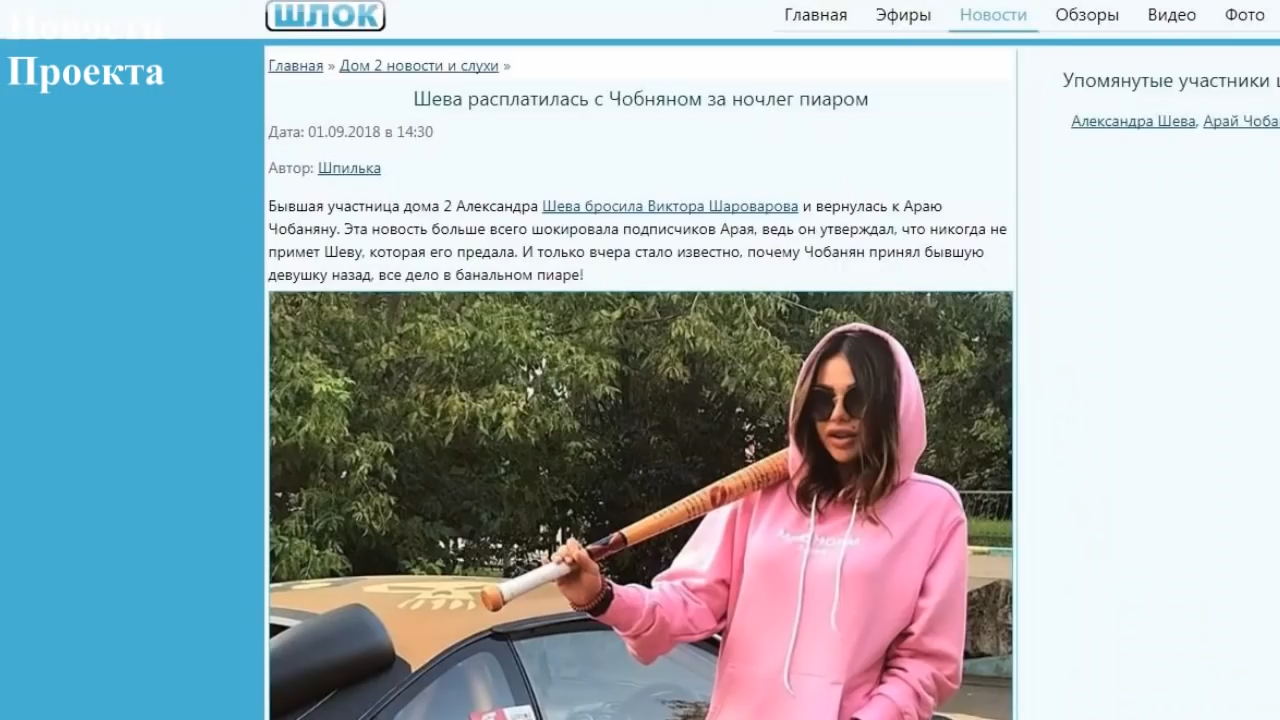 Новости
Проекта
ШЛОК
Главная Эфиры Новости Обзоры Видео Фото
Главная » Дом 2 новости и слухи »
Шева расплатилась с Чобняном за ночлег пиаром
Дата: 01.09.2018 в 14:30
Автор: Шпилька
Бывшая участница дома 2 Александра Шева бросила Виктора Шароварова и вернулась к Араю
Чобаняну. Эта новость больше всего шокировала подписчиков Арая, ведь он утверждал, что никогда не
примет Шеву, которая его предала. И только вчера стало известно, почему Чобанян принял бывшую
девушку назад, все дело в банальном пиаре!
Упомянутые участники
Александра Шева, Арай Чоба